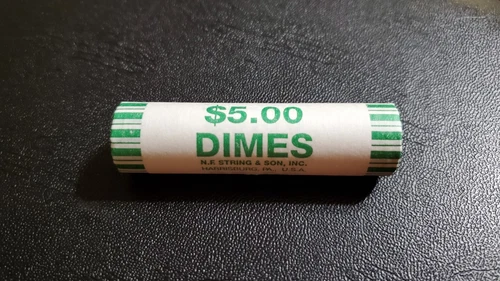 $5.00
DIMES
N.F. STRING & SON, INC.
HARRISBURG, PA., U.S.A.